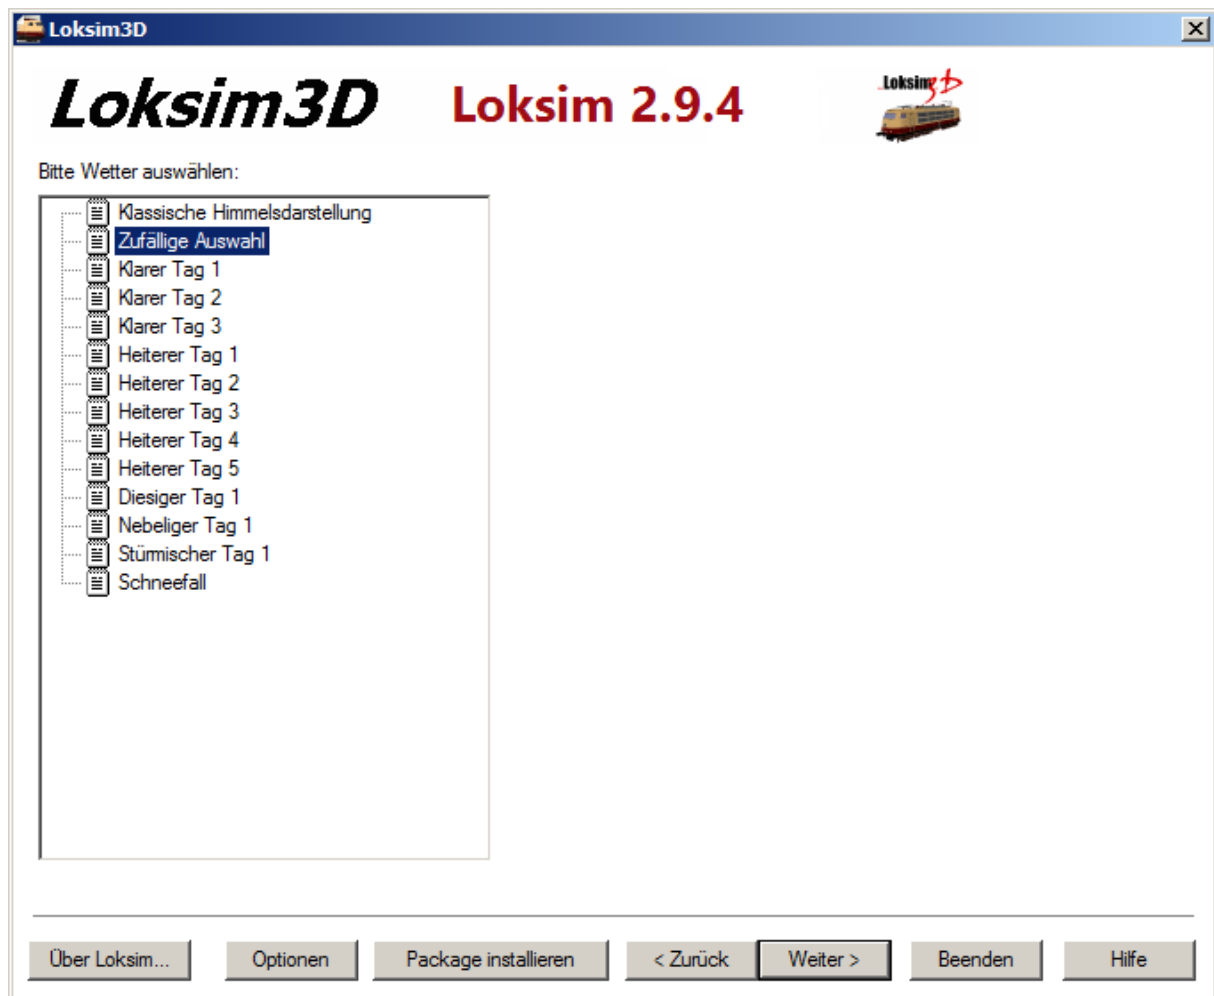 Loksim3D
Loksim3D
Loksim 2.9.4
Loksim3D
Bitte Wetter auswählen:
Klassische Himmelsdarstellung
Zufällige Auswahl
Klarer Tag 1
Klarer Tag 2
Klarer Tag 3
Heiterer Tag 1
Heiterer Tag 2
Heiterer Tag 3
Heiterer Tag 4
Heiterer Tag 5
Diesiger Tag 1
Nebeliger Tag 1
Stürmischer Tag 1
Schneefall
Über Loksim... Optionen Package installieren < Zurück Weiter > Beenden Hilfe